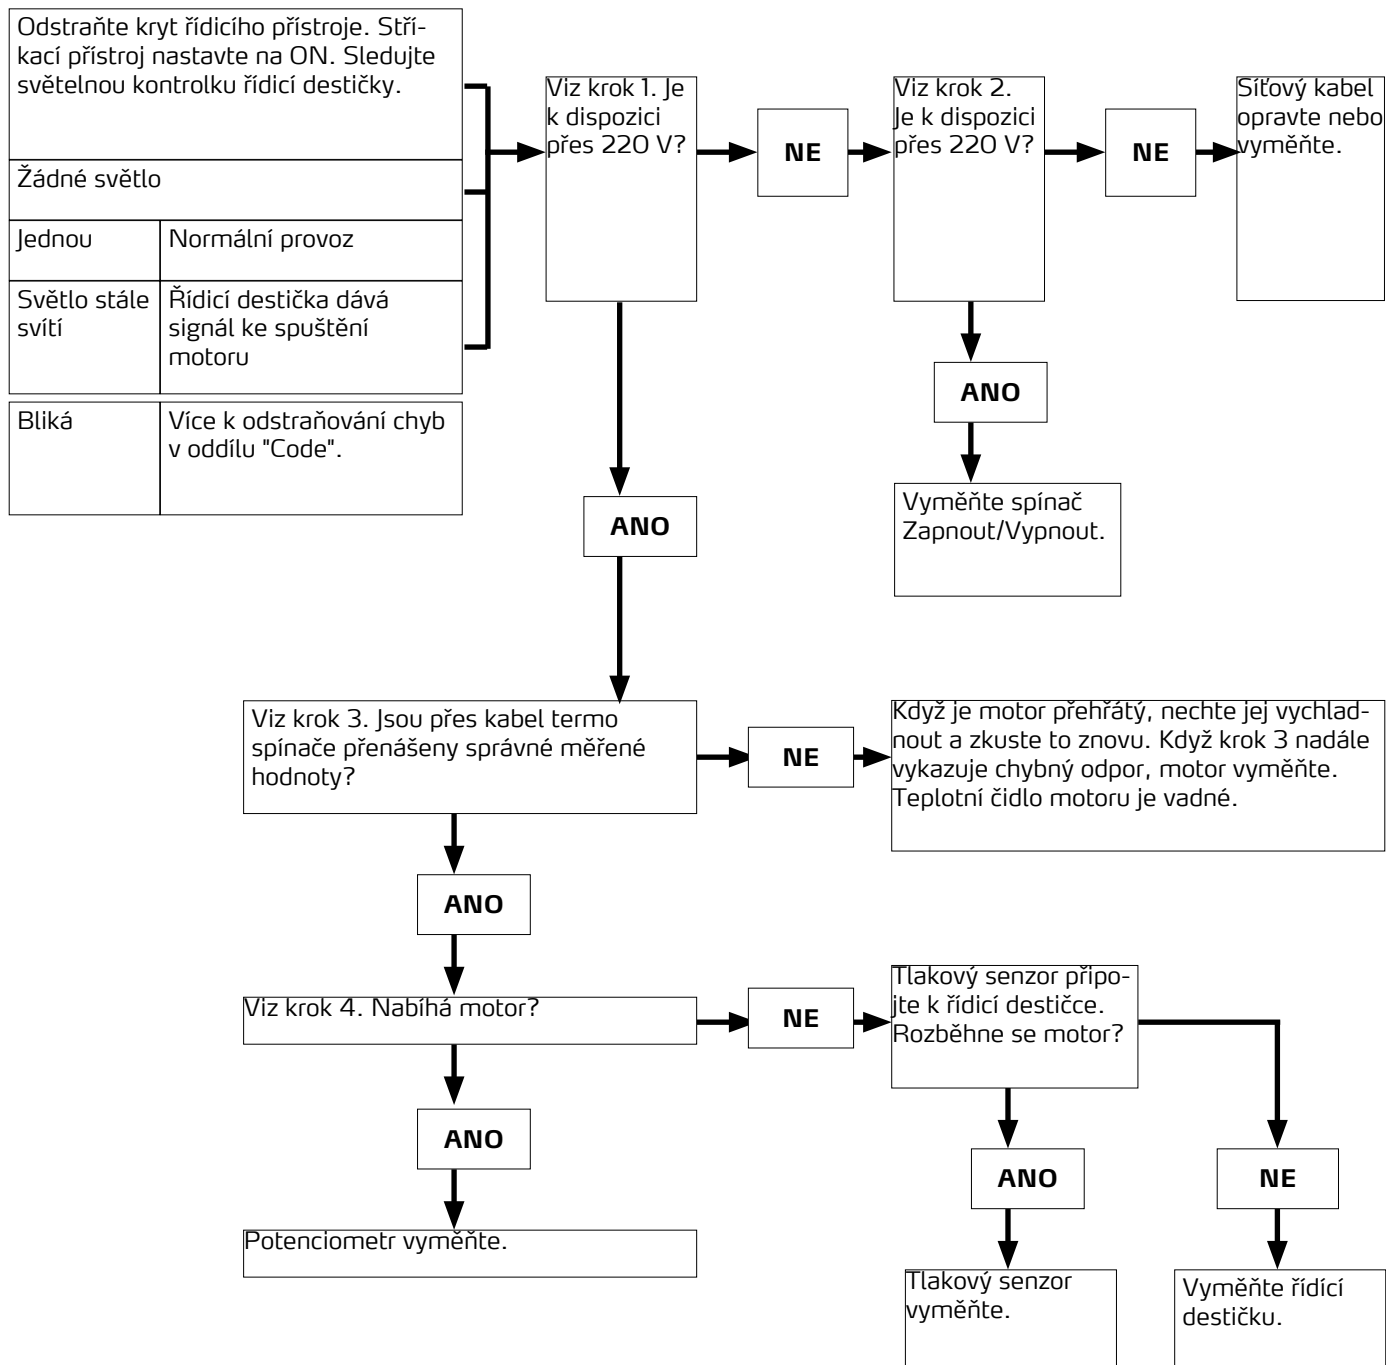 Odstraňte kryt řídicího přístroje. Stří-
kací přístroj nastavte na ON. Sledujte
světelnou kontrolku řídicí destičky.
Žádné světlo
Jednou
Normální provoz
Světlo stále
svítí
Řídicí destička dává
signál ke spuštění
motoru
Bliká
Více k odstraňování chyb
v oddílu "Code".
Viz krok 1. Je
k dispozici
přes 220 V?
NE
Viz krok 2.
Je k dispozici
přes 220 V?
NE
Síťový kabel
opravte nebo
vyměňte.
ANO
Vyměňte spínač
Zapnout/Vypnout.
ANO
Viz krok 3. Jsou přes kabel termo
spínače přenášeny správné měřené
hodnoty?
NE
Když je motor přehřátý, nechte jej vychlad-
nout a zkuste to znovu. Když krok 3 nadále
vykazuje chybný odpor, motor vyměňte.
Teplotní čidlo motoru je vadné.
ANO
Viz krok 4. Nabíhá motor?
NE
Tlakový senzor připo-
jte k řídicí destičce.
Rozběhne se motor?
ANO
Potenciometr vyměňte.
ANO
NE
Tlakový senzor
vyměňte.
Vyměňte řídící
destičku.